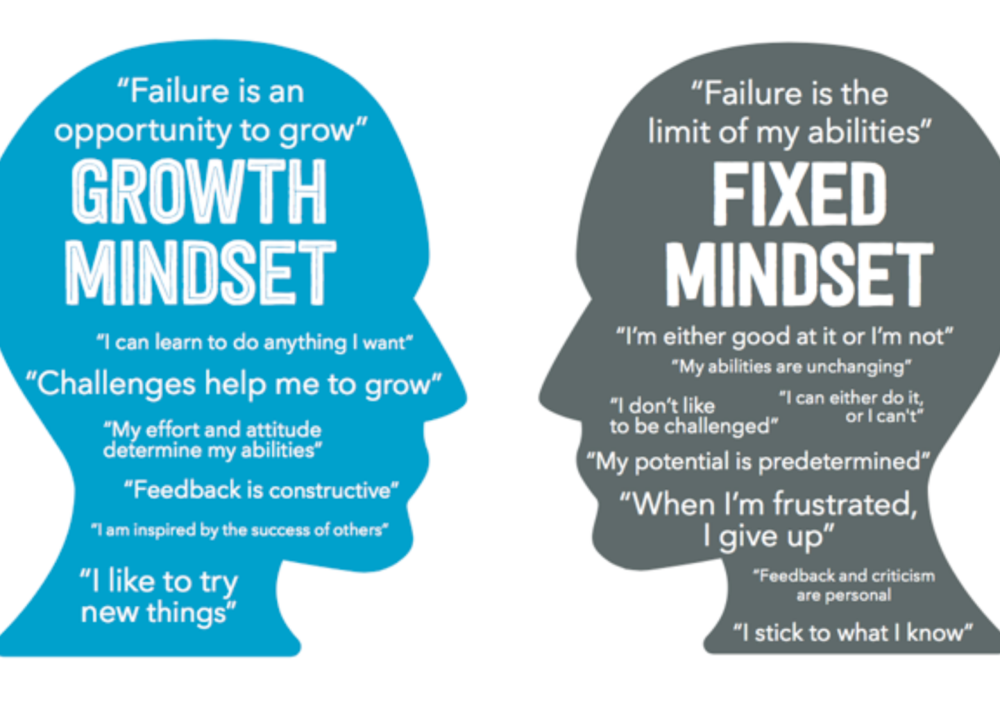 “Failure is an
opportunity to grow”
GROWTH
MINDSET
“I can learn to do anything I want”
“Challenges help me to grow”
“My effort and attitude
determine my abilities”
“Feedback is constructive”
“I am inspired by the success of others”
“I like to try
new things”
“Failure is the
limit of my abilities”
FIXED
MINDSET
“I’m either good at it or I’m not”
“My abilities are unchanging”
“I don’t like
to be challenged”
“I can either do it,
or I can't”
“My potential is predetermined”
“When I’m frustrated,
I give up”
“Feedback and criticism
are personal
“I stick to what I know”